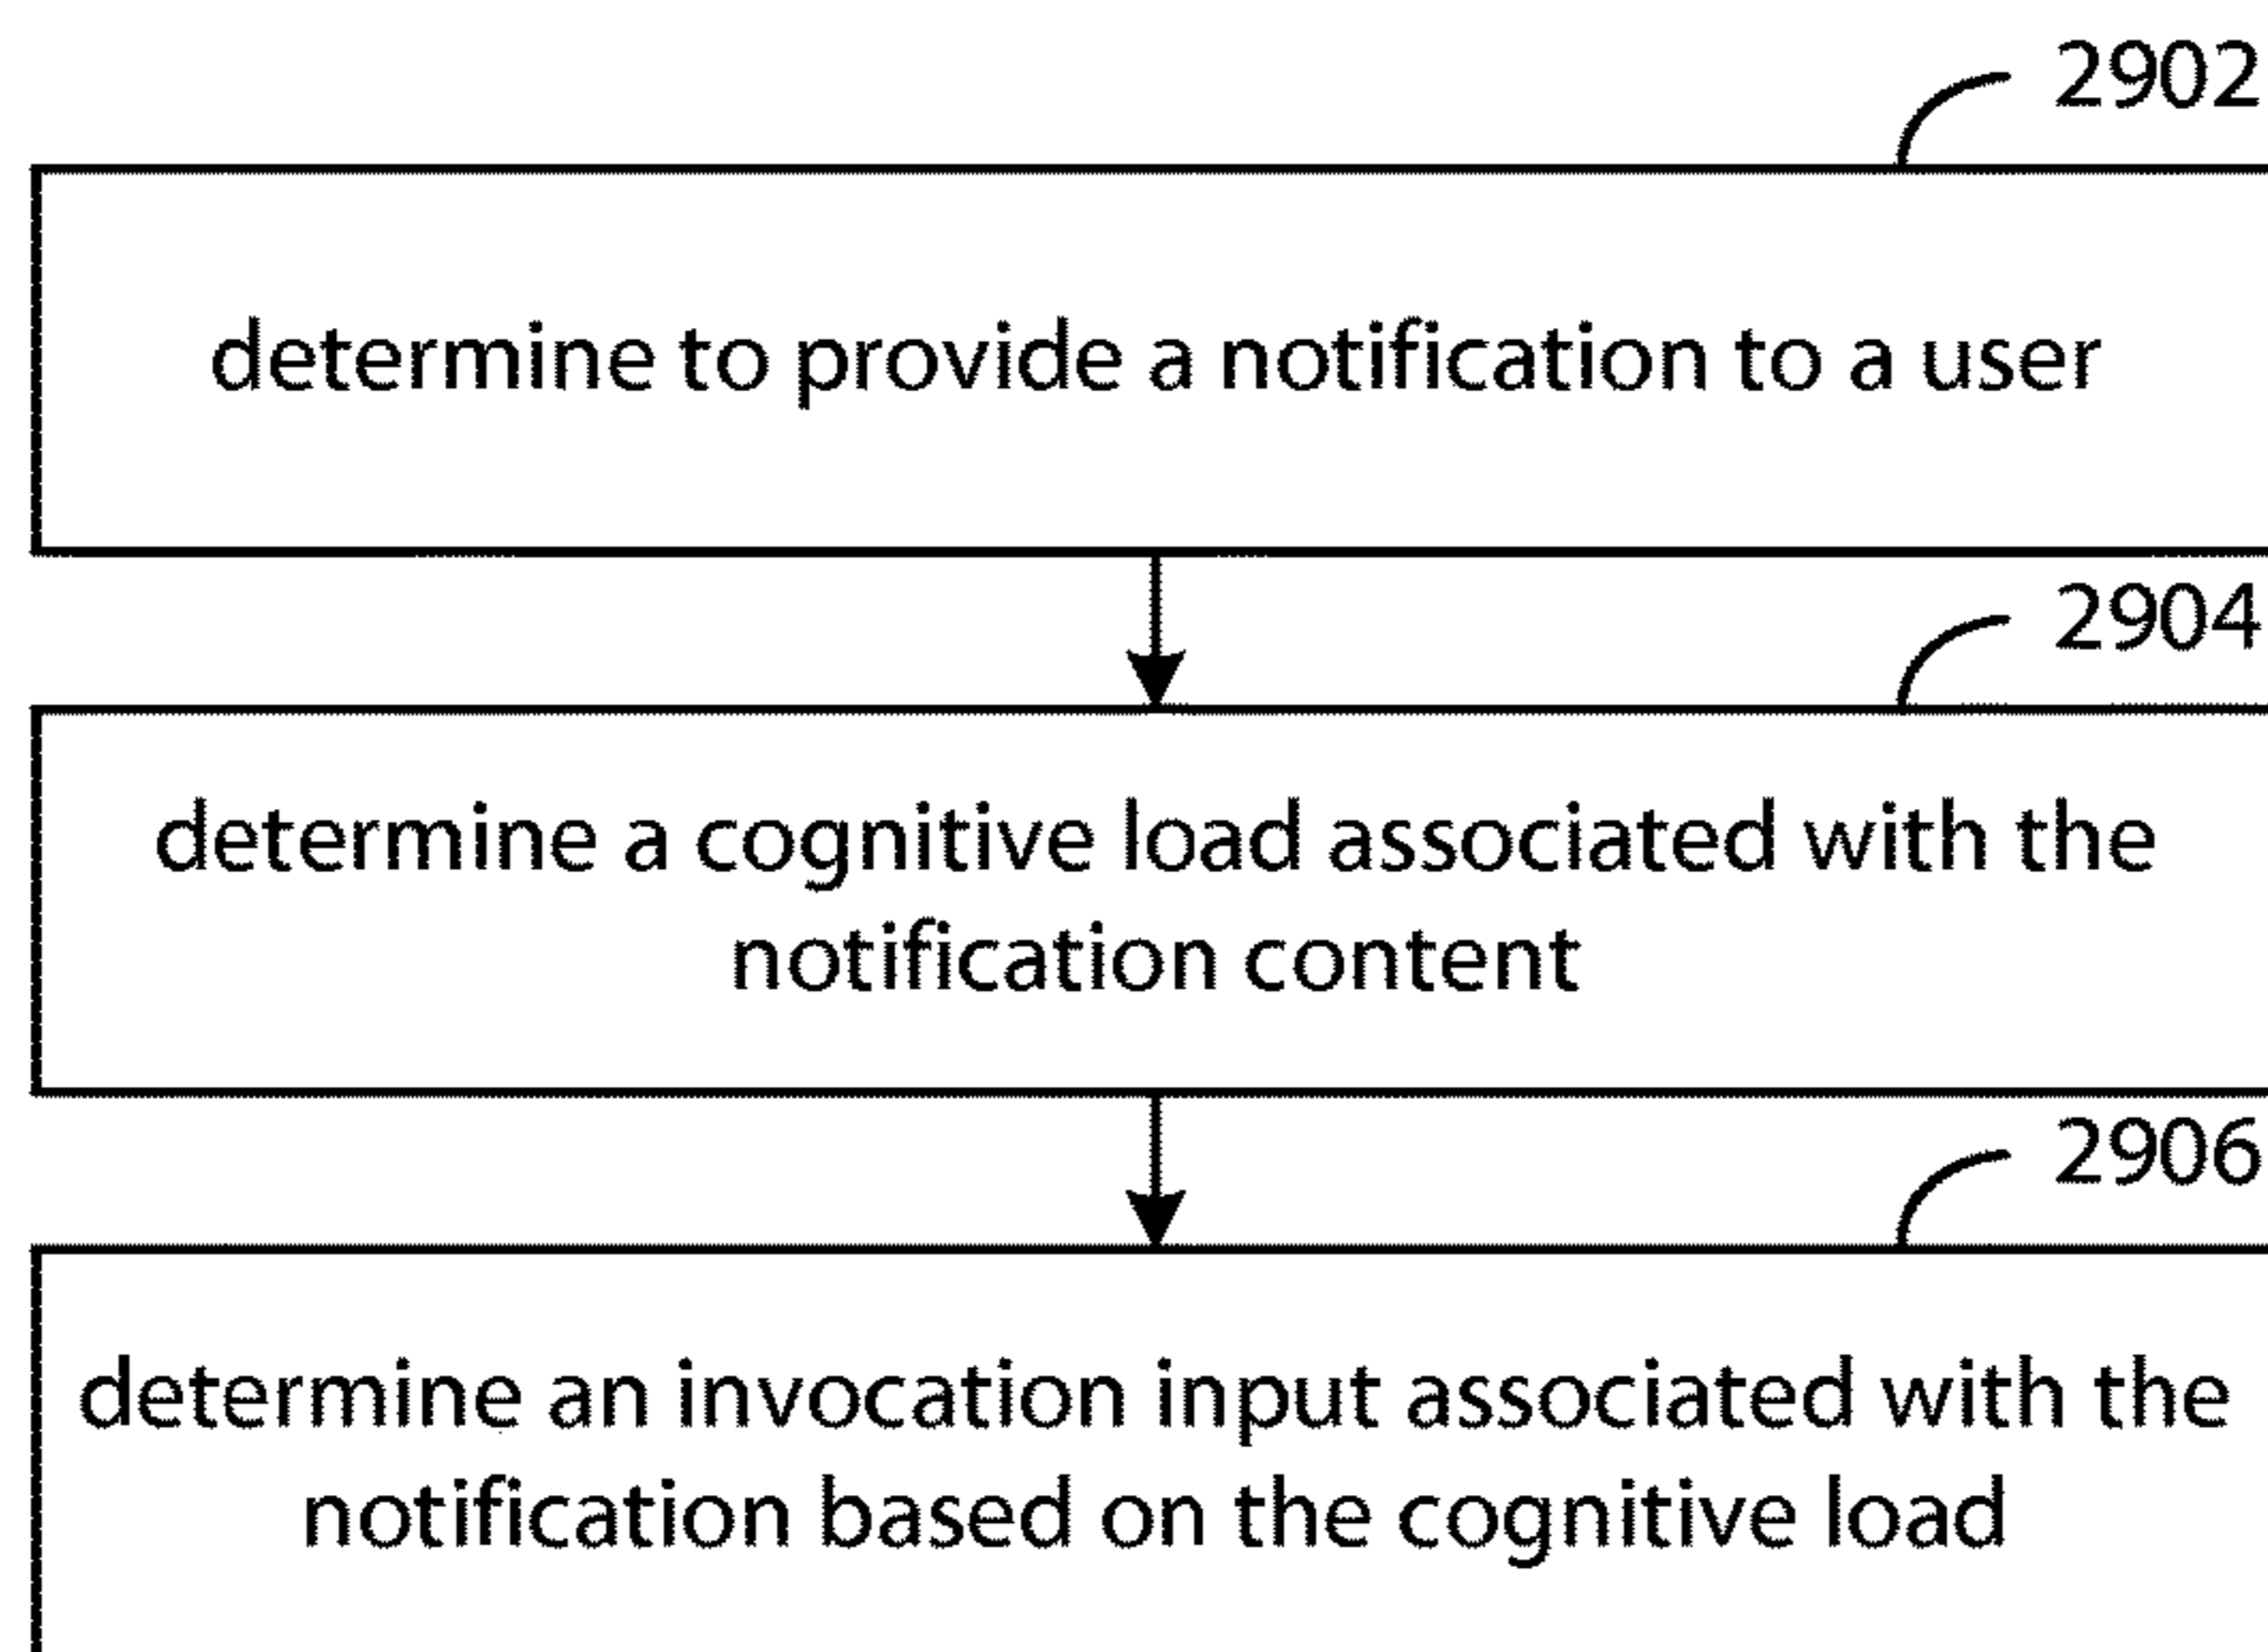 2902
determine to provide a notification to a user
2904
determine a cognitive load associated with the
notification content
2906
determine an invocation input associated with the
notification based on the cognitive load